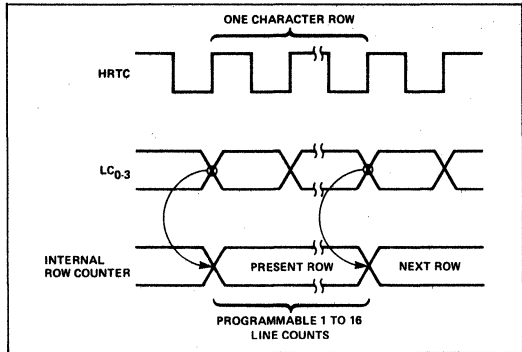 ONE CHARACTER ROW
HRTC
LC0-3
INTERNAL
ROW COUNTER
PRESENT ROW
NEXT ROW
PROGRAMMABLE 1 TO 16
LINE COUNTS